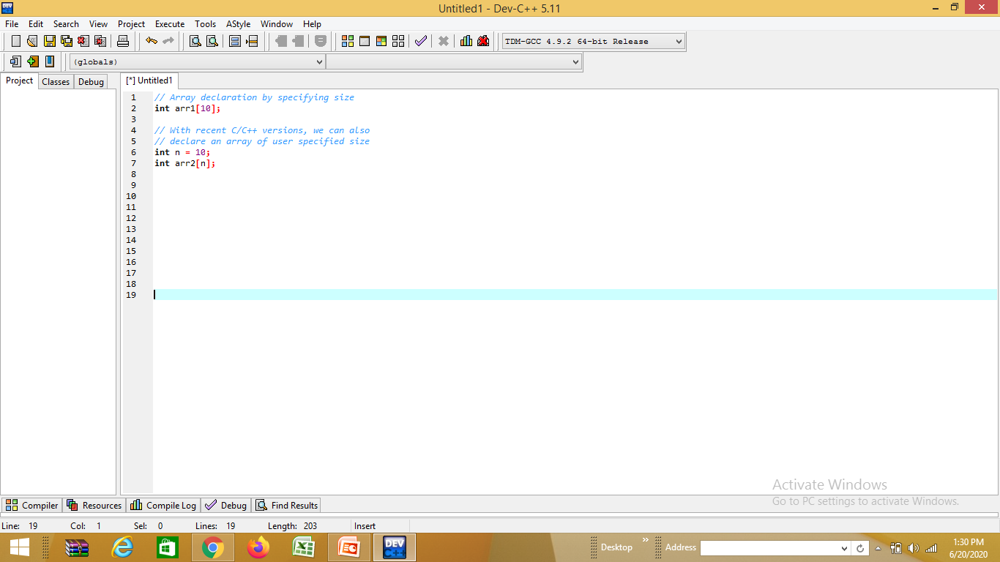 Untitled1 - Dev-C++ 5.11
File Edit Search View Project Execute Tools AStyle Window Help
TDM-GCC 4.9.2 64-bit Release
(globals)
Project Classes Debug [*] Untitled1
1 // Array declaration by specifying size
2 int arr1[10];
3
4 // With recent C/C++ versions, we can also
5 // declare an array of user specified size
6 int n = 10;
7 int arr2[n];
8
9
10
11
12
13
14
15
16
17
18
19
Activate Windows
Go to PC settings to activate Windows.
Compiler Resources Compile Log Debug Find Results
Line: 19 Col: 1 Sel: 0 Lines: 19 Length: 203 Insert
DEV C++ Desktop » Address 1:30 PM
6/20/2020